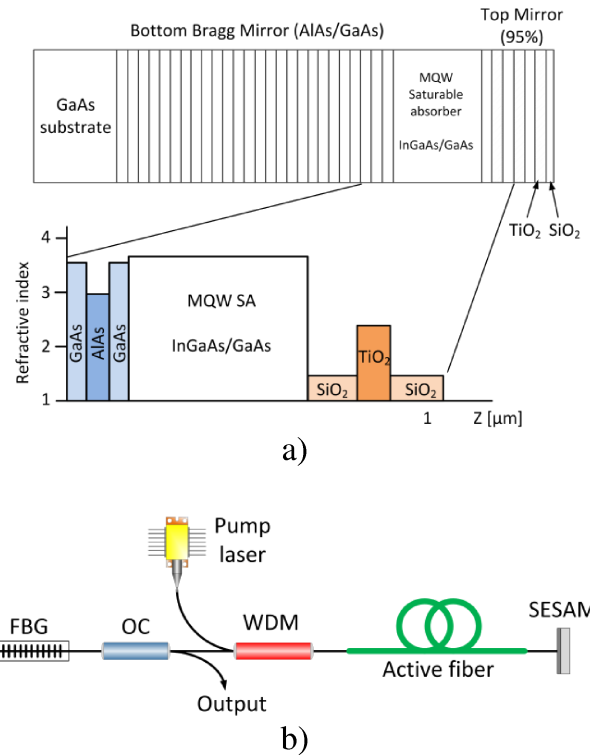 Top Mirror
Bottom Bragg Mirror (AlAs/GaAs)
(95%)
GaAs
substrate
MQW
Saturable
absorber
InGaAs/GaAs
TiO₂ SiO₂
Refractive index
4
3
2
1
GaAs
AlAs
GaAs
MQW SA
InGaAs/GaAs
SiO₂
TiO₂
SiO₂
1
Z [μm]
a)
Pump
laser
FBG
OC
WDM
SESAM
Active fiber
Output
b)